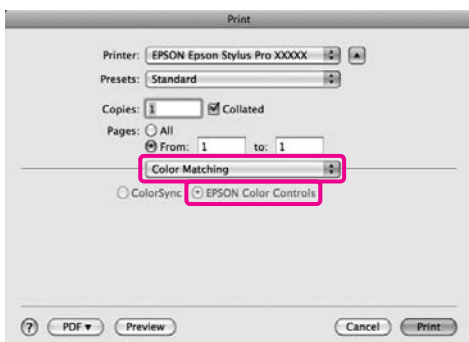 Print
Printer: EPSON Epson Stylus Pro XXXXX
Presets: Standard
Copies: 1 Collated
Pages: All
From: 1 to: 1
Color Matching
ColorSync EPSON Color Controls
? PDF Preview Cancel Print